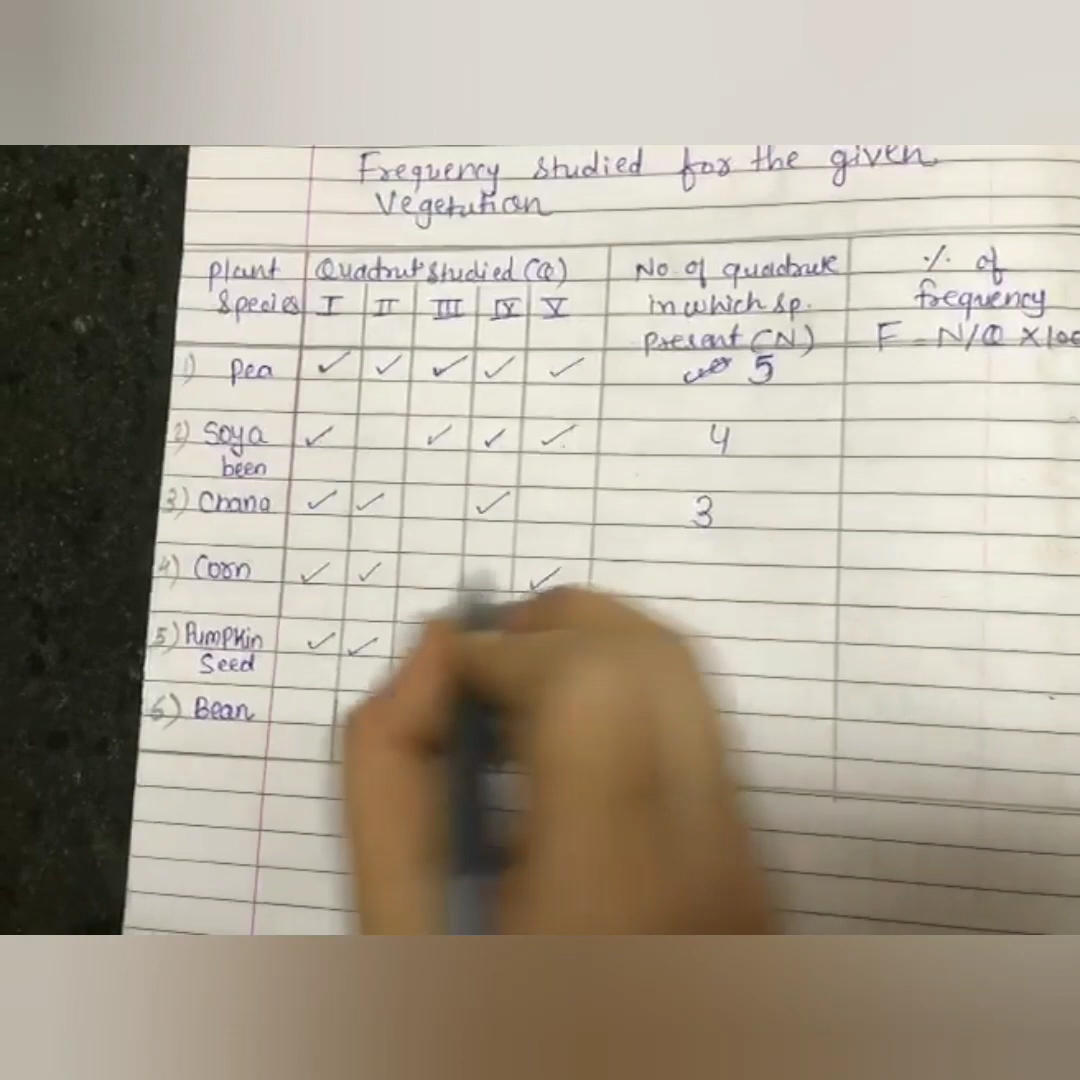 Frequency studied for the given
Vegetation
Plant Species | Quadrat studied (Q) | No. of quadrate in which sp. present (N) | % of frequency F = N/Q X100
I II III IV V
1) Pea ✓ ✓ ✓ ✓ ✓ 5
2) Soya been ✓ ✓ ✓ ✓ 4
3) Chana ✓ ✓ ✓ 3
4) Corn ✓ ✓ ✓
5) Pumpkin Seed ✓ ✓
6) Bean